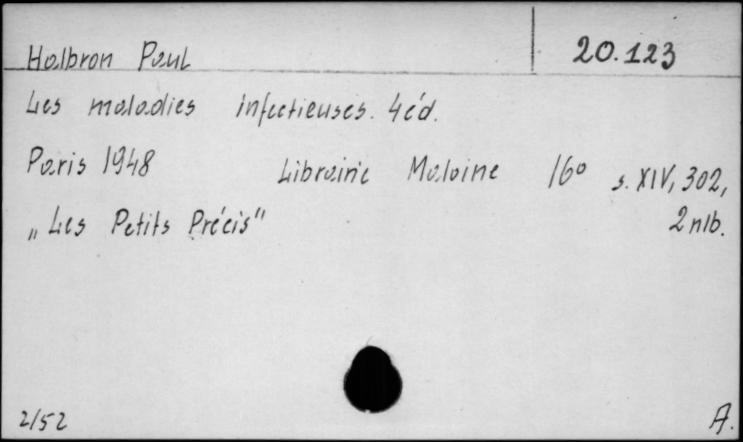 Halbron Paul 20.123
Les maladies infectieuses. 4 éd.
Paris 1948 Librairie Maloine 16° s. XIV, 302,
„Les Petits Précis" 2 nlb.
2/52 A.